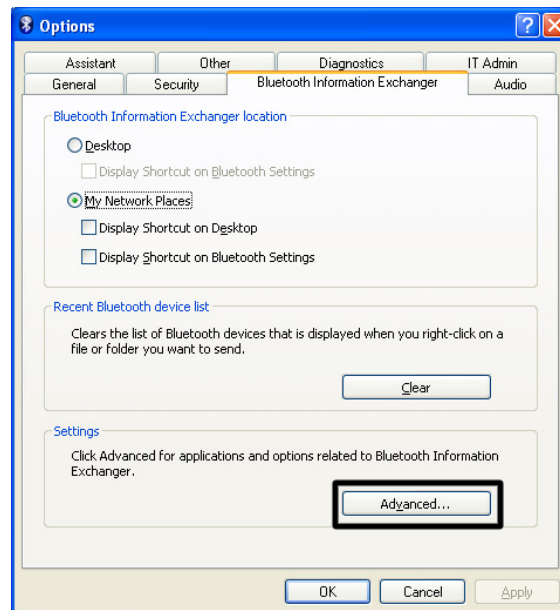 Options
Assistant Other Diagnostics IT Admin
General Security Bluetooth Information Exchanger Audio
Bluetooth Information Exchanger location
Desktop
Display Shortcut on Bluetooth Settings
My Network Places
Display Shortcut on Desktop
Display Shortcut on Bluetooth Settings
Recent Bluetooth device list
Clears the list of Bluetooth devices that is displayed when you right-click on a
file or folder you want to send.
Clear
Settings
Click Advanced for applications and options related to Bluetooth Information
Exchanger.
Advanced...
OK Cancel Apply